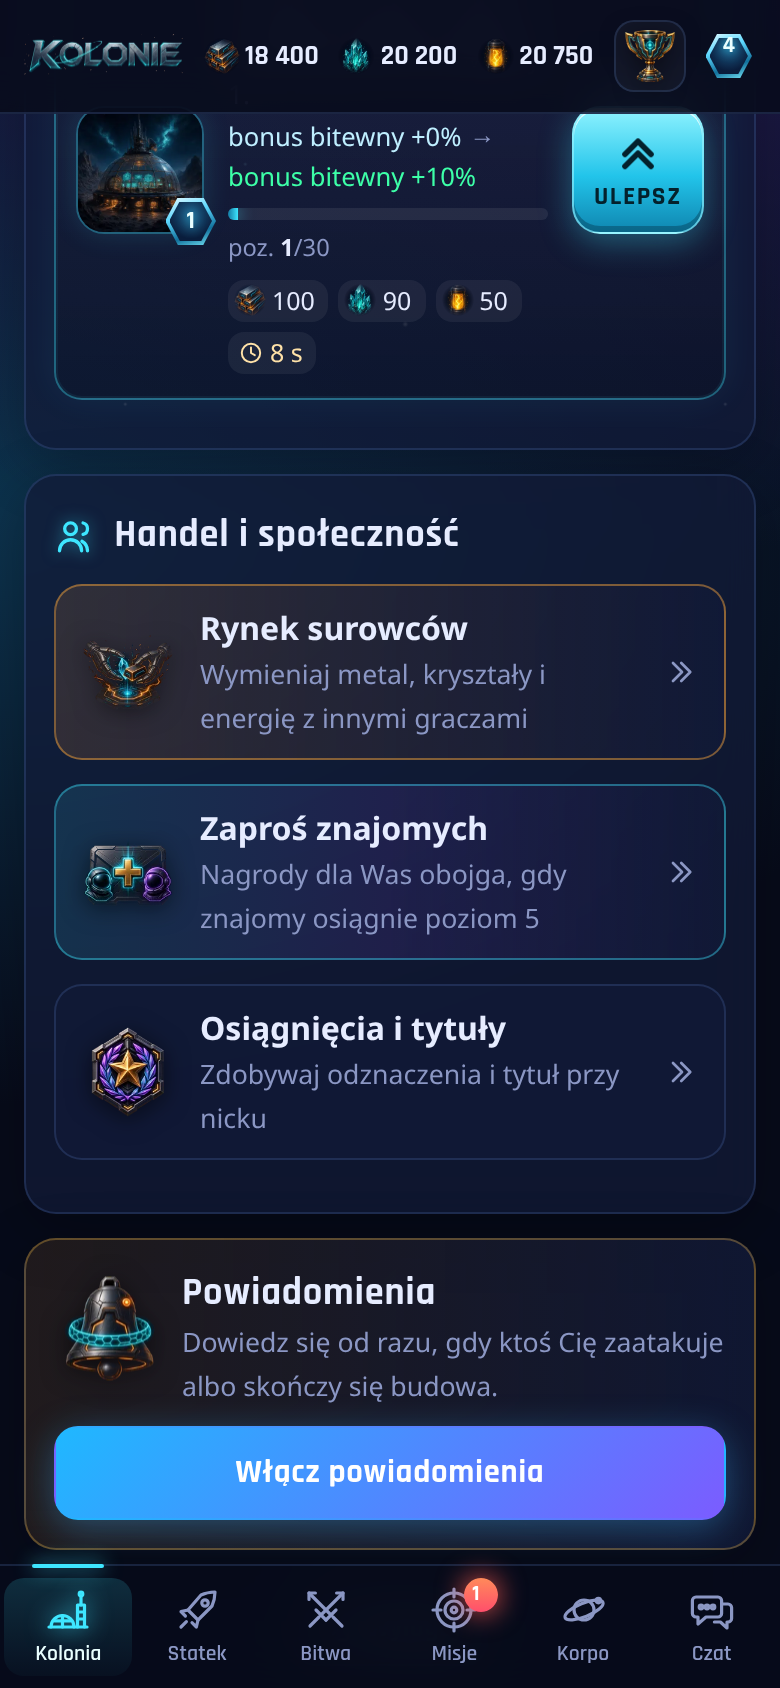 KOLONIE 18 400 20 200 20 750 4
bonus bitewny +0% →
bonus bitewny +10%
ULEPSZ
1
poz. 1/30
100 90 50
8 s
Handel i społeczność
Rynek surowców
Wymieniaj metal, kryształy i
energię z innymi graczami
Zaproś znajomych
Nagrody dla Was obojga, gdy
znajomy osiągnie poziom 5
Osiągnięcia i tytuły
Zdobywaj odznaczenia i tytuł przy
nicku
Powiadomienia
Dowiedz się od razu, gdy ktoś Cię zaatakuje
albo skończy się budowa.
Włącz powiadomienia
1
Kolonia Statek Bitwa Misje Korpo Czat